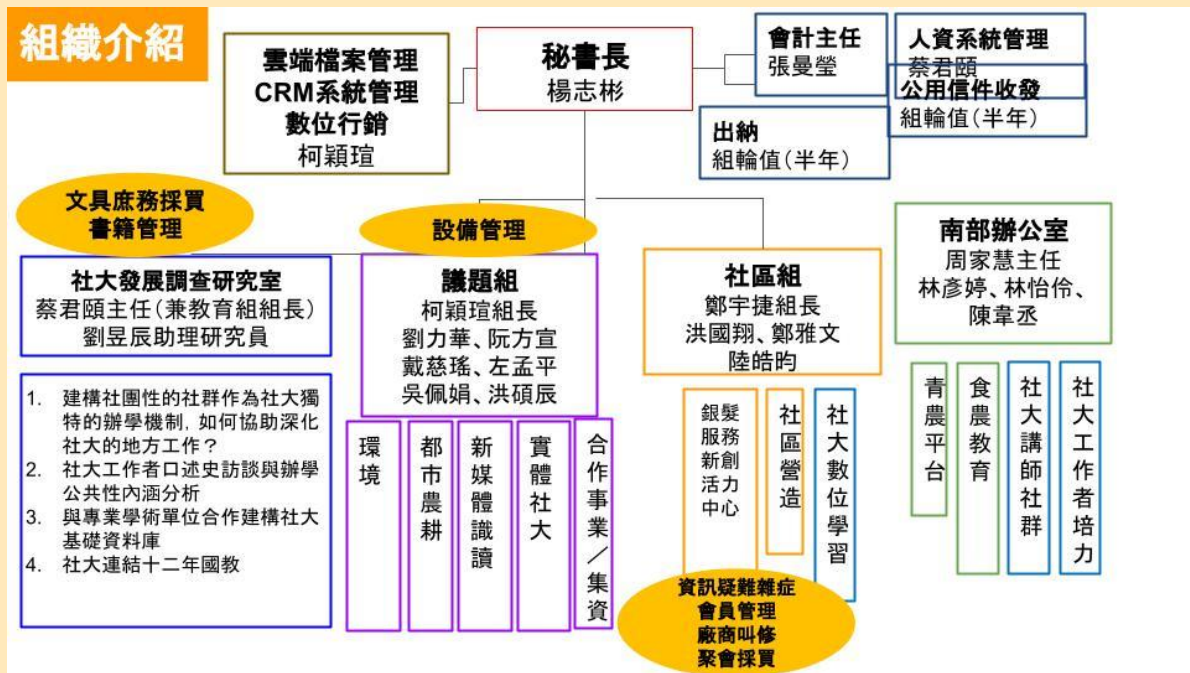 組織介紹
雲端檔案管理
CRM系統管理
數位行銷
柯穎瑄
秘書長
楊志彬
會計主任
張曼瑩
人資系統管理
蔡君頤
公用信件收發
組輪值(半年)
出納
組輪值(半年)
文具庶務採買
書籍管理
社大發展調查研究室
蔡君頤主任(兼教育組組長)
劉昱辰助理研究員
1. 建構社團性的社群作為社大獨
特的辦學機制, 如何協助深化
社大的地方工作?
2. 社大工作者口述史訪談與辦學
公共性內涵分析
3. 與專業學術單位合作建構社大
基礎資料庫
4. 社大連結十二年國教
設備管理
議題組
柯穎瑄組長
劉力華、阮方宣
戴慈瑤、左孟平
吳佩娟、洪碩辰
環境
都市農耕
新媒體識讀
實體社大
合作事業／集資
社區組
鄭宇捷組長
洪國翔、鄭雅文
陸皓昀
銀髮
服務
新創
活力
中心
社區營造
社大數位學習
資訊疑難雜症
會員管理
廠商叫修
聚會採買
南部辦公室
周家慧主任
林彥婷、林怡伶、
陳韋丞
青農平台
食農教育
社大講師社群
社大工作者培力